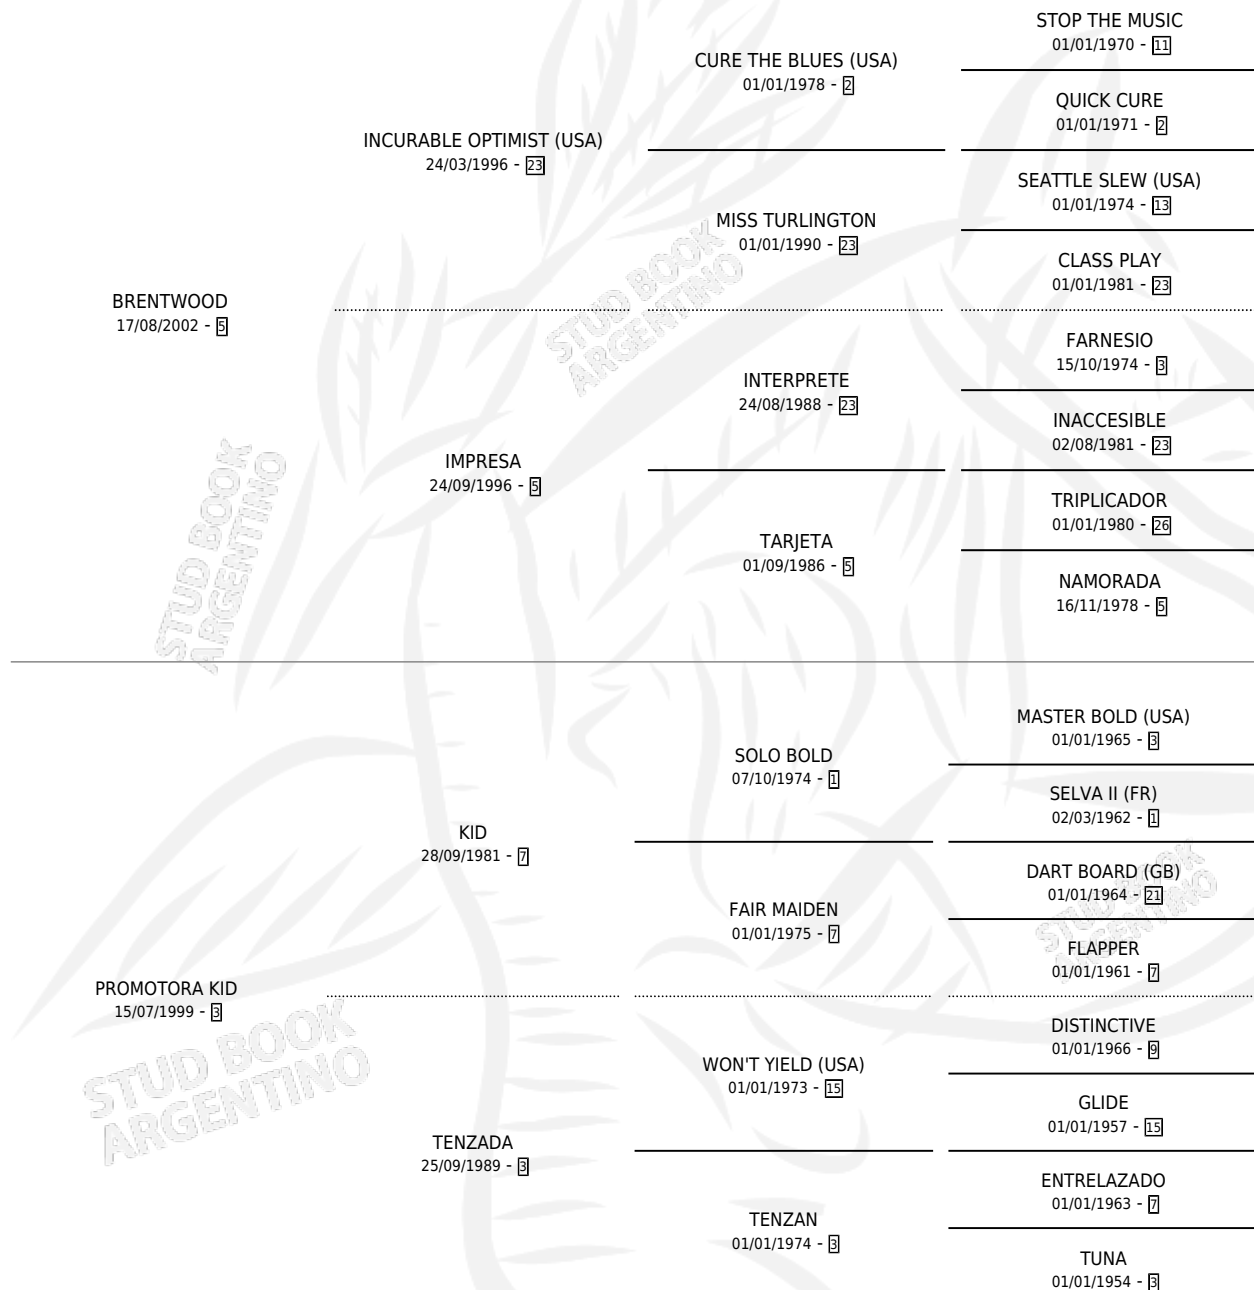 STOP THE MUSIC
01/01/1970 - 11
CURE THE BLUES (USA)
01/01/1978 - 2
QUICK CURE
01/01/1971 - 2
INCURABLE OPTIMIST (USA)
24/03/1996 - 23
SEATTLE SLEW (USA)
01/01/1974 - 13
MISS TURLINGTON
01/01/1990 - 23
CLASS PLAY
01/01/1981 - 23
BRENTWOOD
17/08/2002 - 5
FARNESIO
15/10/1974 - 3
INTERPRETE
24/08/1988 - 23
INACCESIBLE
02/08/1981 - 23
IMPRESA
24/09/1996 - 5
TRIPLICADOR
01/01/1980 - 26
TARJETA
01/09/1986 - 5
NAMORADA
16/11/1978 - 5
MASTER BOLD (USA)
01/01/1965 - 3
SOLO BOLD
07/10/1974 - 1
SELVA II (FR)
02/03/1962 - 1
KID
28/09/1981 - 7
DART BOARD (GB)
01/01/1964 - 21
FAIR MAIDEN
01/01/1975 - 7
FLAPPER
01/01/1961 - 7
PROMOTORA KID
15/07/1999 - 3
DISTINCTIVE
01/01/1966 - 9
WON'T YIELD (USA)
01/01/1973 - 15
GLIDE
01/01/1957 - 15
TENZADA
25/09/1989 - 3
ENTRELAZADO
01/01/1963 - 7
TENZAN
01/01/1974 - 3
TUNA
01/01/1954 - 3
STUD BOOK
ARGENTINO
STUD BOOK
ARGENTINO
STUD BOOK
ARGENTINO
STUD BOOK
ARGENTINO